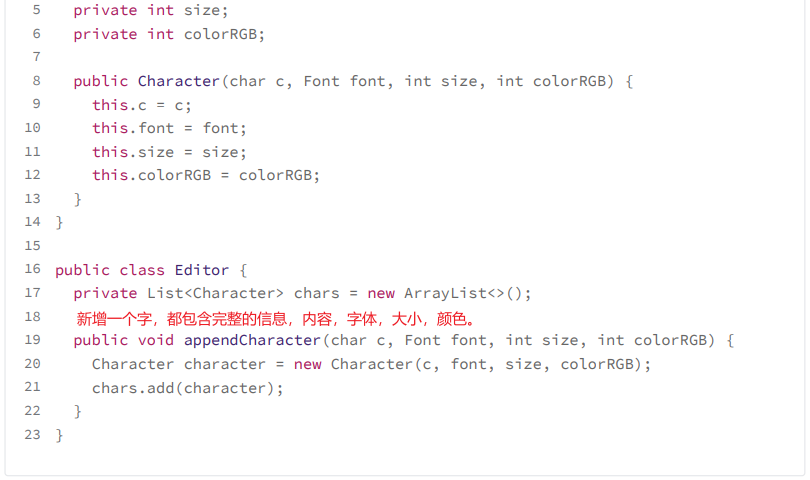 5 private int size;
6 private int colorRGB;
7
8 public Character(char c, Font font, int size, int colorRGB) {
9 this.c = c;
10 this.font = font;
11 this.size = size;
12 this.colorRGB = colorRGB;
13 }
14 }
15
16 public class Editor {
17 private List<Character> chars = new ArrayList<>();
18 新增一个字，都包含完整的信息，内容，字体，大小，颜色。
19 public void appendCharacter(char c, Font font, int size, int colorRGB) {
20 Character character = new Character(c, font, size, colorRGB);
21 chars.add(character);
22 }
23 }